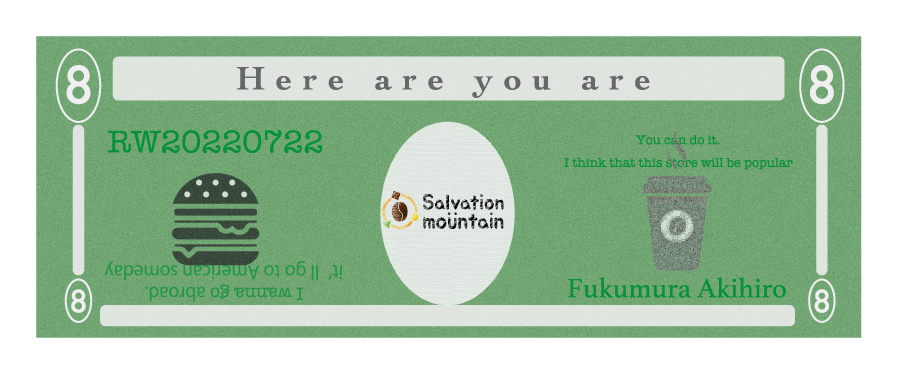 8
Here are you are
8
RW20220722
You can do it.
I think that this store will be popular
Salvation
mountain
I wanna go abroad.
it' ll go to American someday
Fukumura Akihiro
8
8